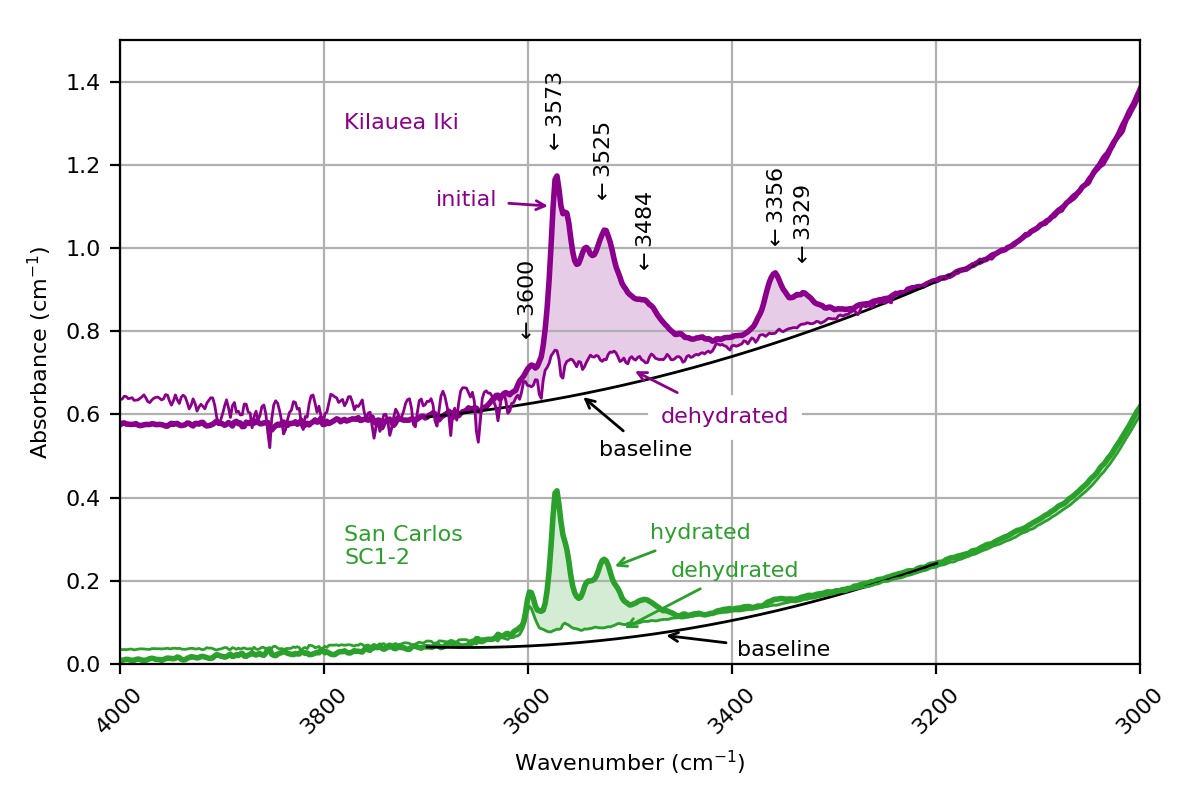 Absorbance (cm⁻¹)
1.4
1.2
1.0
0.8
0.6
0.4
0.2
0.0
Kilauea Iki
initial
←3573
←3525
←3484
←3600
←3356
←3329
dehydrated
baseline
San Carlos
SC1-2
hydrated
dehydrated
baseline
4000
3800
3600
3400
3200
3000
Wavenumber (cm⁻¹)